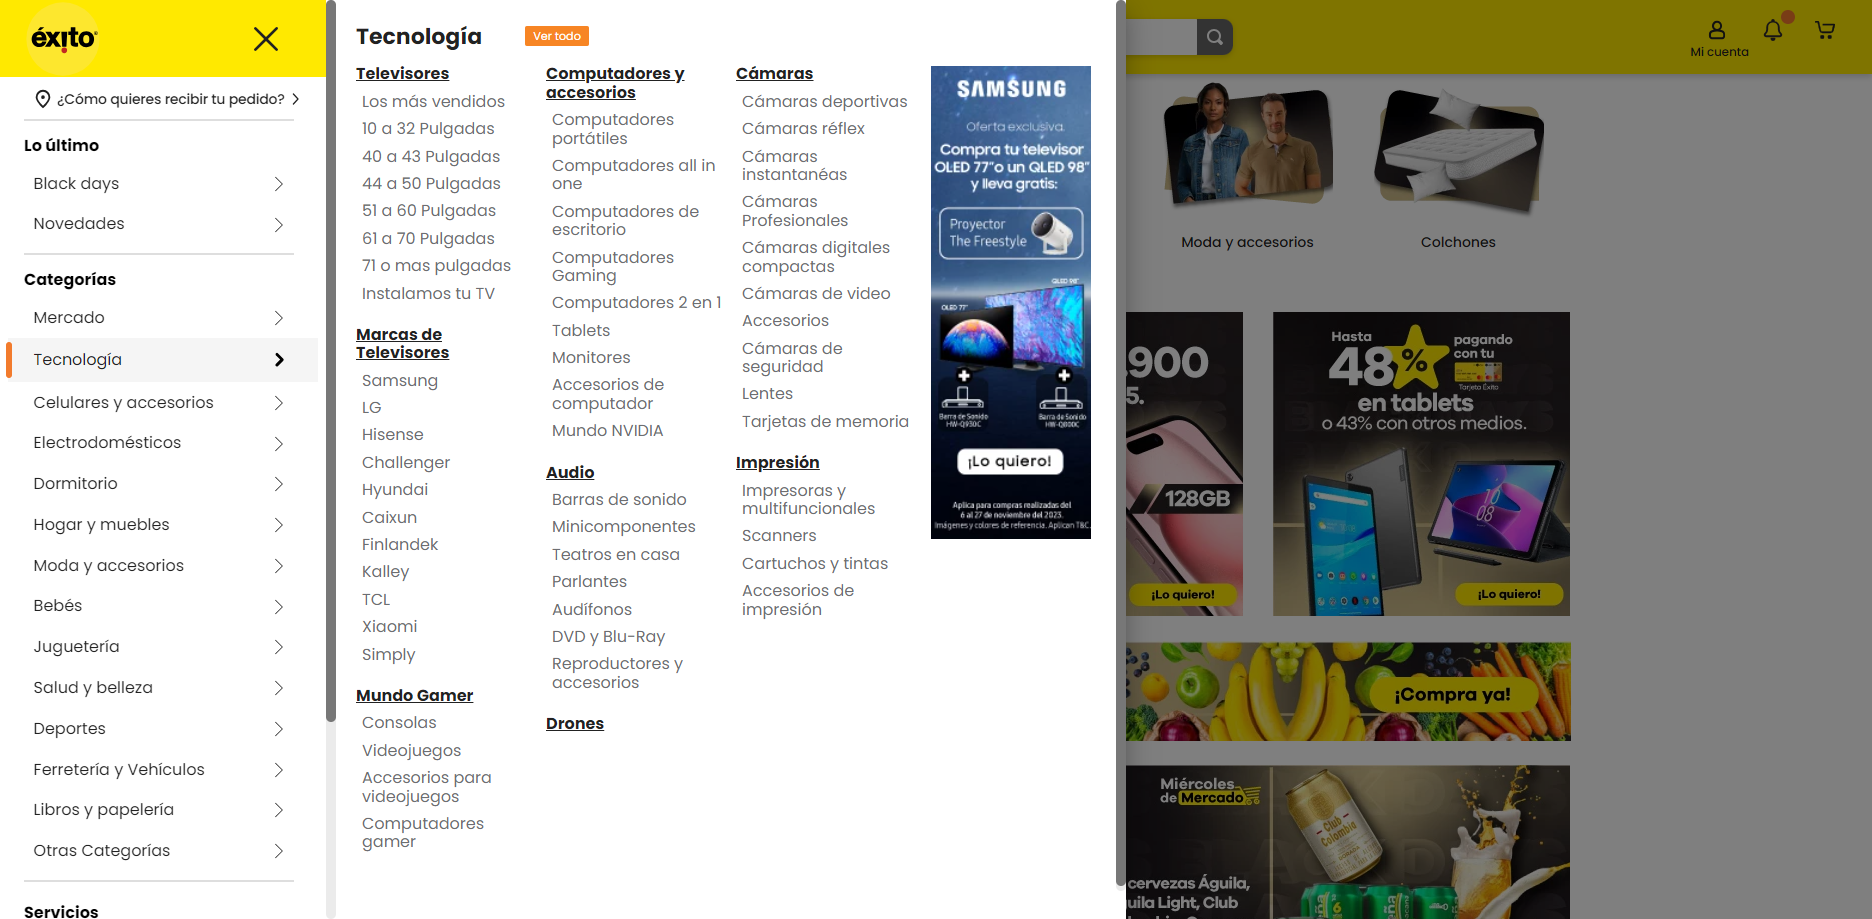 éxito
¿Cómo quieres recibir tu pedido?
Lo último
Black days
Novedades
Categorías
Mercado
Tecnología
Celulares y accesorios
Electrodomésticos
Dormitorio
Hogar y muebles
Moda y accesorios
Bebés
Juguetería
Salud y belleza
Deportes
Ferretería y Vehículos
Libros y papelería
Otras Categorías
Servicios
Tecnología
Ver todo
Televisores
Los más vendidos
10 a 32 Pulgadas
40 a 43 Pulgadas
44 a 50 Pulgadas
51 a 60 Pulgadas
61 a 70 Pulgadas
71 o mas pulgadas
Instalamos tu TV
Marcas de
Televisores
Samsung
LG
Hisense
Challenger
Hyundai
Caixun
Finlandek
Kalley
TCL
Xiaomi
Simply
Mundo Gamer
Consolas
Videojuegos
Accesorios para
videojuegos
Computadores
gamer
Computadores y
accesorios
Computadores
portátiles
Computadores all in
one
Computadores de
escritorio
Computadores
Gaming
Computadores 2 en 1
Tablets
Monitores
Accesorios de
computador
Mundo NVIDIA
Audio
Barras de sonido
Minicomponentes
Teatros en casa
Parlantes
Audífonos
DVD y Blu-Ray
Reproductores y
accesorios
Drones
Cámaras
Cámaras deportivas
Cámaras réflex
Cámaras
instantanéas
Cámaras
Profesionales
Cámaras digitales
compactas
Cámaras de video
Accesorios
Cámaras de
seguridad
Lentes
Tarjetas de memoria
Impresión
Impresoras y
multifuncionales
Scanners
Cartuchos y tintas
Accesorios de
impresión
SAMSUNG
Oferta exclusiva.
Compra tu televisor
OLED 77" o un QLED 98"
y lleva gratis:
Proyector
The Freestyle
QLED 98"
OLED 77"
Barra de Sonido
HW-Q930C
Barra de Sonido
HW-Q800C
¡Lo quiero!
Aplica para compras realizadas del
6 al 27 de noviembre del 2023.
Imágenes y colores de referencia. Aplican T&C.
Mi cuenta
Moda y accesorios
Colchones
.900
5.
128GB
¡Lo quiero!
Hasta
48%
pagando
con tu
Tarjeta Éxito
en tablets
o 43% con otros medios.
10
08
¡Lo quiero!
¡Compra ya!
Miércoles
de Mercado
Club
Colombia
DORADA
cervezas Águila,
uila Light, Club